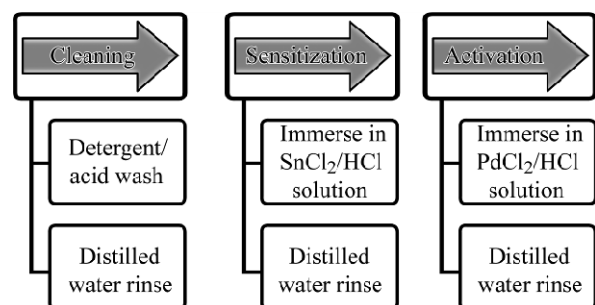 Cleaning
Detergent/
acid wash
Distilled
water rinse
Sensitization
Immerse in
SnCl₂/HCl
solution
Distilled
water rinse
Activation
Immerse in
PdCl₂/HCl
solution
Distilled
water rinse